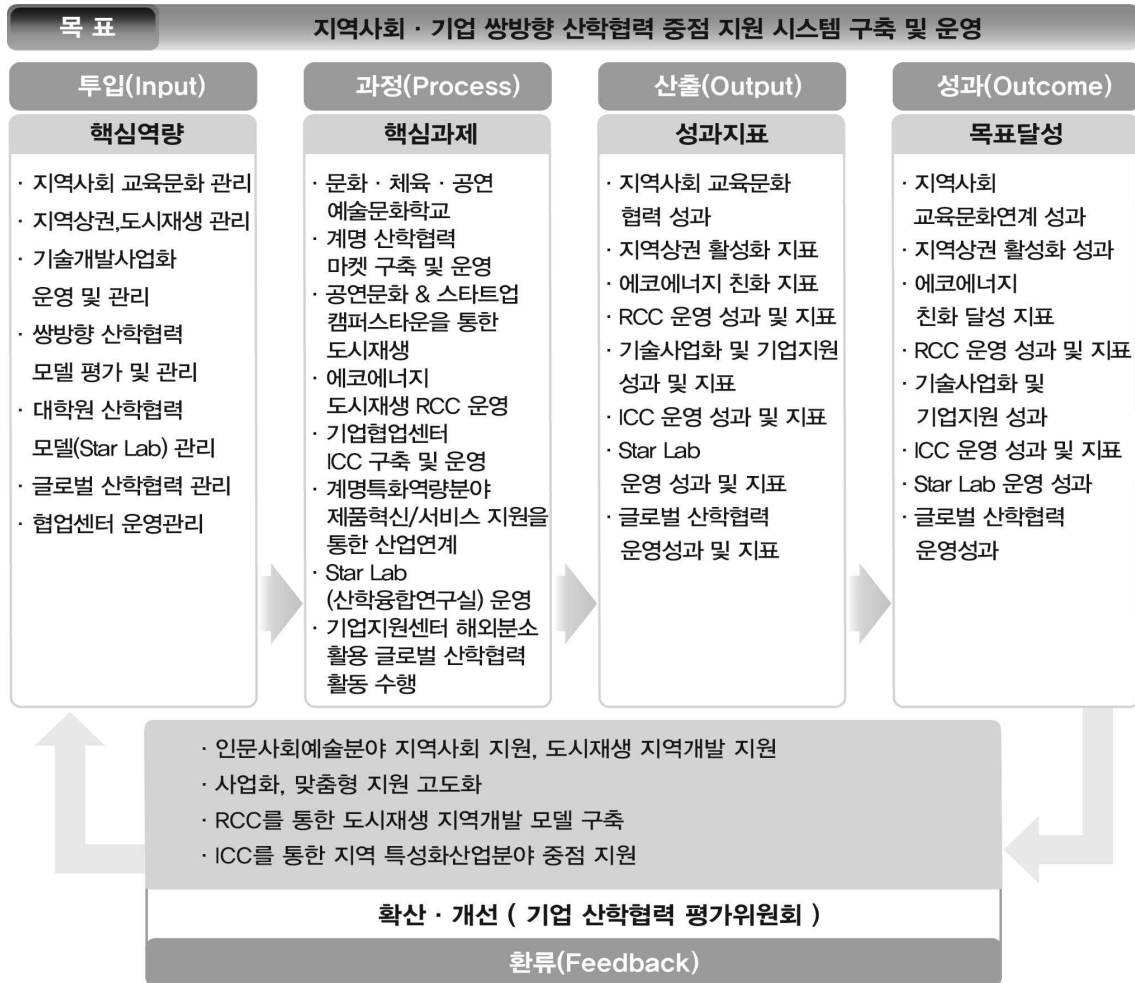 목 표
지역사회 · 기업 쌍방향 산학협력 중점 지원 시스템 구축 및 운영
투입(Input)
핵심역량
· 지역사회 교육문화 관리
· 지역상권,도시재생 관리
· 기술개발사업화
운영 및 관리
· 쌍방향 산학협력
모델 평가 및 관리
· 대학원 산학협력
모델(Star Lab) 관리
· 글로벌 산학협력 관리
· 협업센터 운영관리
과정(Process)
핵심과제
· 문화 · 체육 · 공연
예술문화학교
· 계명 산학협력
마켓 구축 및 운영
· 공연문화 & 스타트업
캠퍼스타운을 통한
도시재생
· 에코에너지
도시재생 RCC 운영
· 기업협업센터
ICC 구축 및 운영
· 계명특화역량분야
제품혁신/서비스 지원을
통한 산업연계
· Star Lab
(산학융합연구실) 운영
· 기업지원센터 해외분소
활용 글로벌 산학협력
활동 수행
산출(Output)
성과지표
· 지역사회 교육문화
협력 성과
· 지역상권 활성화 지표
· 에코에너지 친화 지표
· RCC 운영 성과 및 지표
· 기술사업화 및 기업지원
성과 및 지표
· ICC 운영 성과 및 지표
· Star Lab
운영 성과 및 지표
· 글로벌 산학협력
운영성과 및 지표
성과(Outcome)
목표달성
· 지역사회
교육문화연계 성과
· 지역상권 활성화 성과
· 에코에너지
친화 달성 지표
· RCC 운영 성과 및 지표
· 기술사업화 및
기업지원 성과
· ICC 운영 성과 및 지표
· Star Lab 운영 성과
· 글로벌 산학협력
운영성과
· 인문사회예술분야 지역사회 지원, 도시재생 지역개발 지원
· 사업화, 맞춤형 지원 고도화
· RCC를 통한 도시재생 지역개발 모델 구축
· ICC를 통한 지역 특성화산업분야 중점 지원
확산 · 개선 ( 기업 산학협력 평가위원회 )
환류(Feedback)